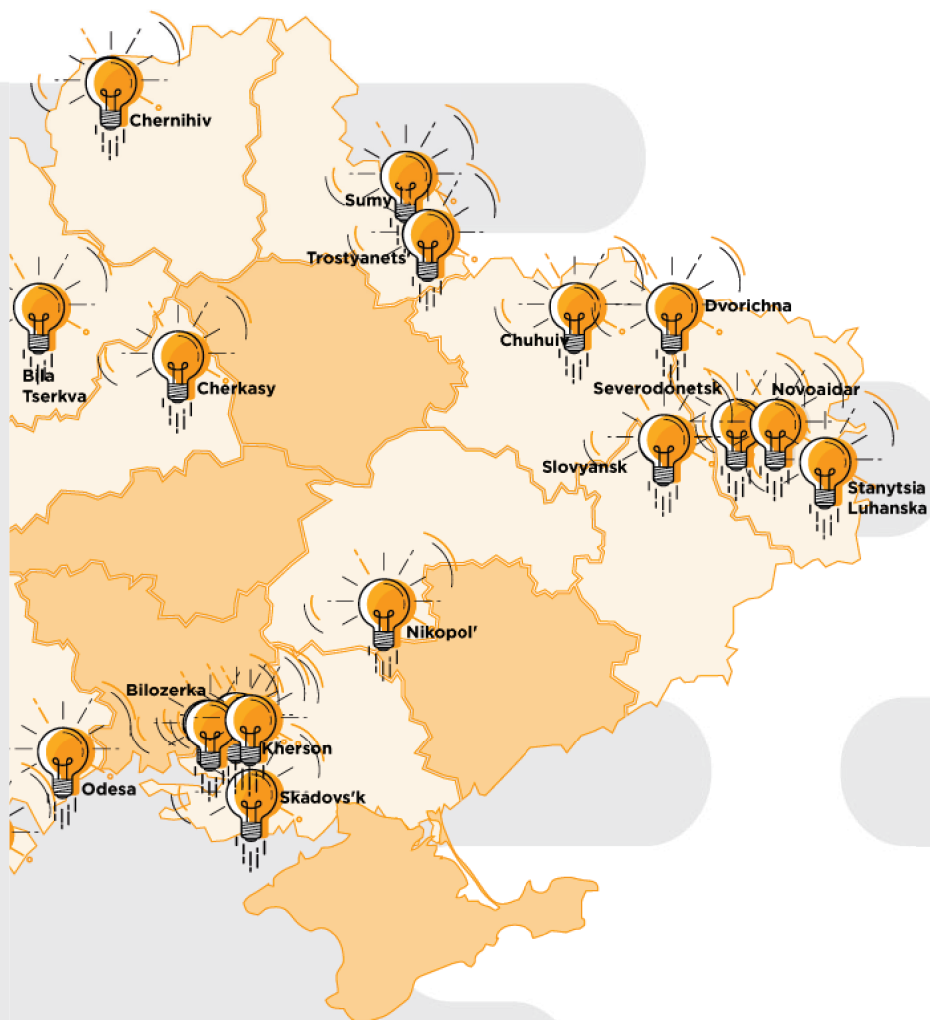 Chernihiv
Sumy
Trostyanets'
Dvorichna
Chuhuiv
Bila
Tserkva
Cherkasy
Severodonetsk
Novoaidar
Slovyansk
Stanytsia
Luhanska
Nikopol'
Bilozerka
Kherson
Odesa
Skadovs'k